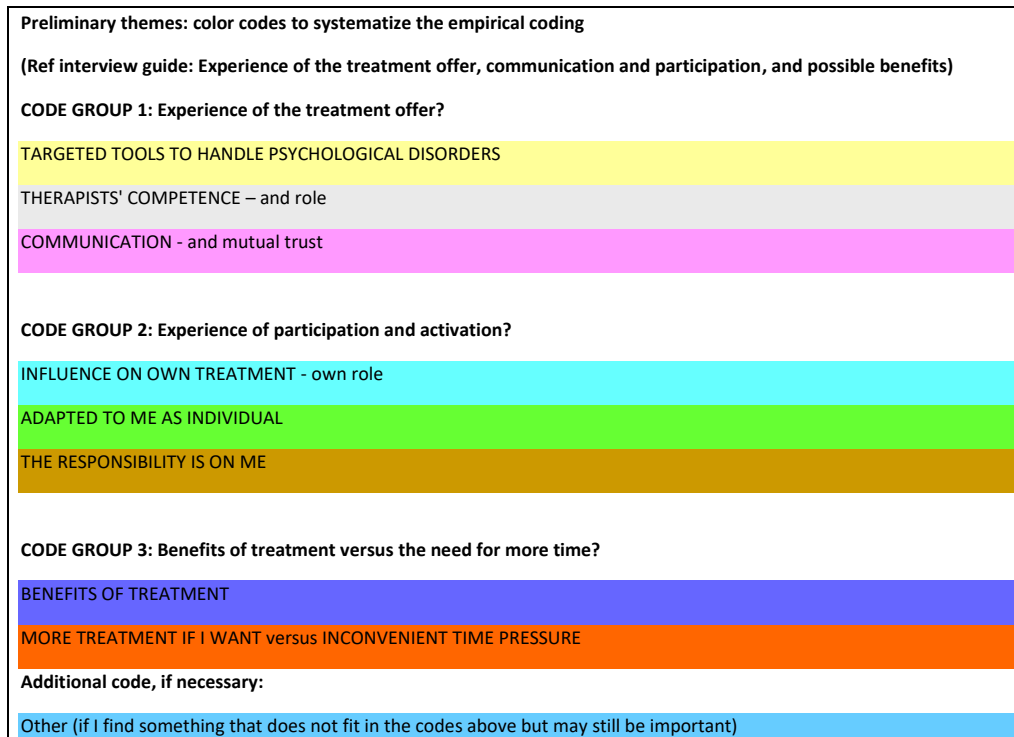 Preliminary themes: color codes to systematize the empirical coding
(Ref interview guide: Experience of the treatment offer, communication and participation, and possible benefits)
CODE GROUP 1: Experience of the treatment offer?
TARGETED TOOLS TO HANDLE PSYCHOLOGICAL DISORDERS
THERAPISTS' COMPETENCE – and role
COMMUNICATION - and mutual trust
CODE GROUP 2: Experience of participation and activation?
INFLUENCE ON OWN TREATMENT - own role
ADAPTED TO ME AS INDIVIDUAL
THE RESPONSIBILITY IS ON ME
CODE GROUP 3: Benefits of treatment versus the need for more time?
BENEFITS OF TREATMENT
MORE TREATMENT IF I WANT versus INCONVENIENT TIME PRESSURE
Additional code, if necessary:
Other (if I find something that does not fit in the codes above but may still be important)